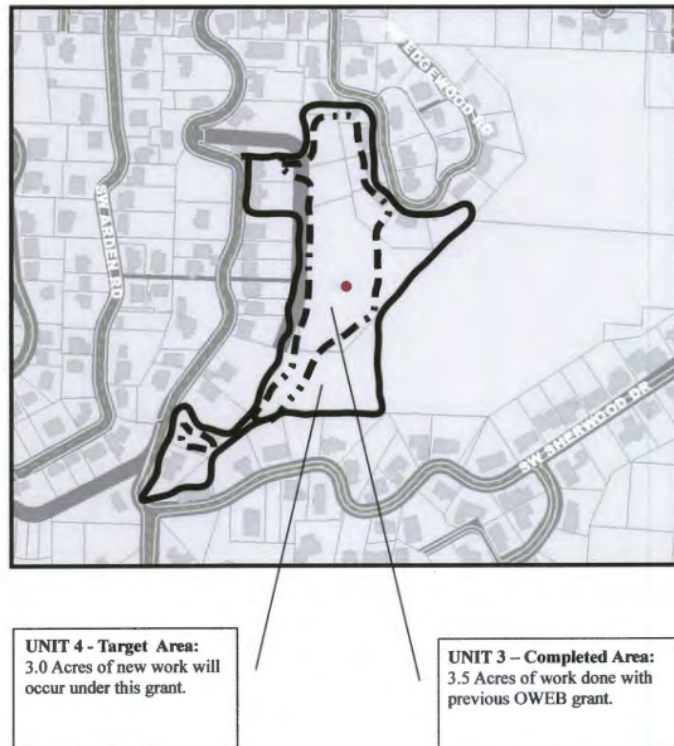 SW EDGEWOOD RD
SW ARDEN RD
SW SHERWOOD DR
UNIT 4 - Target Area:
3.0 Acres of new work will
occur under this grant.
UNIT 3 – Completed Area:
3.5 Acres of work done with
previous OWEB grant.